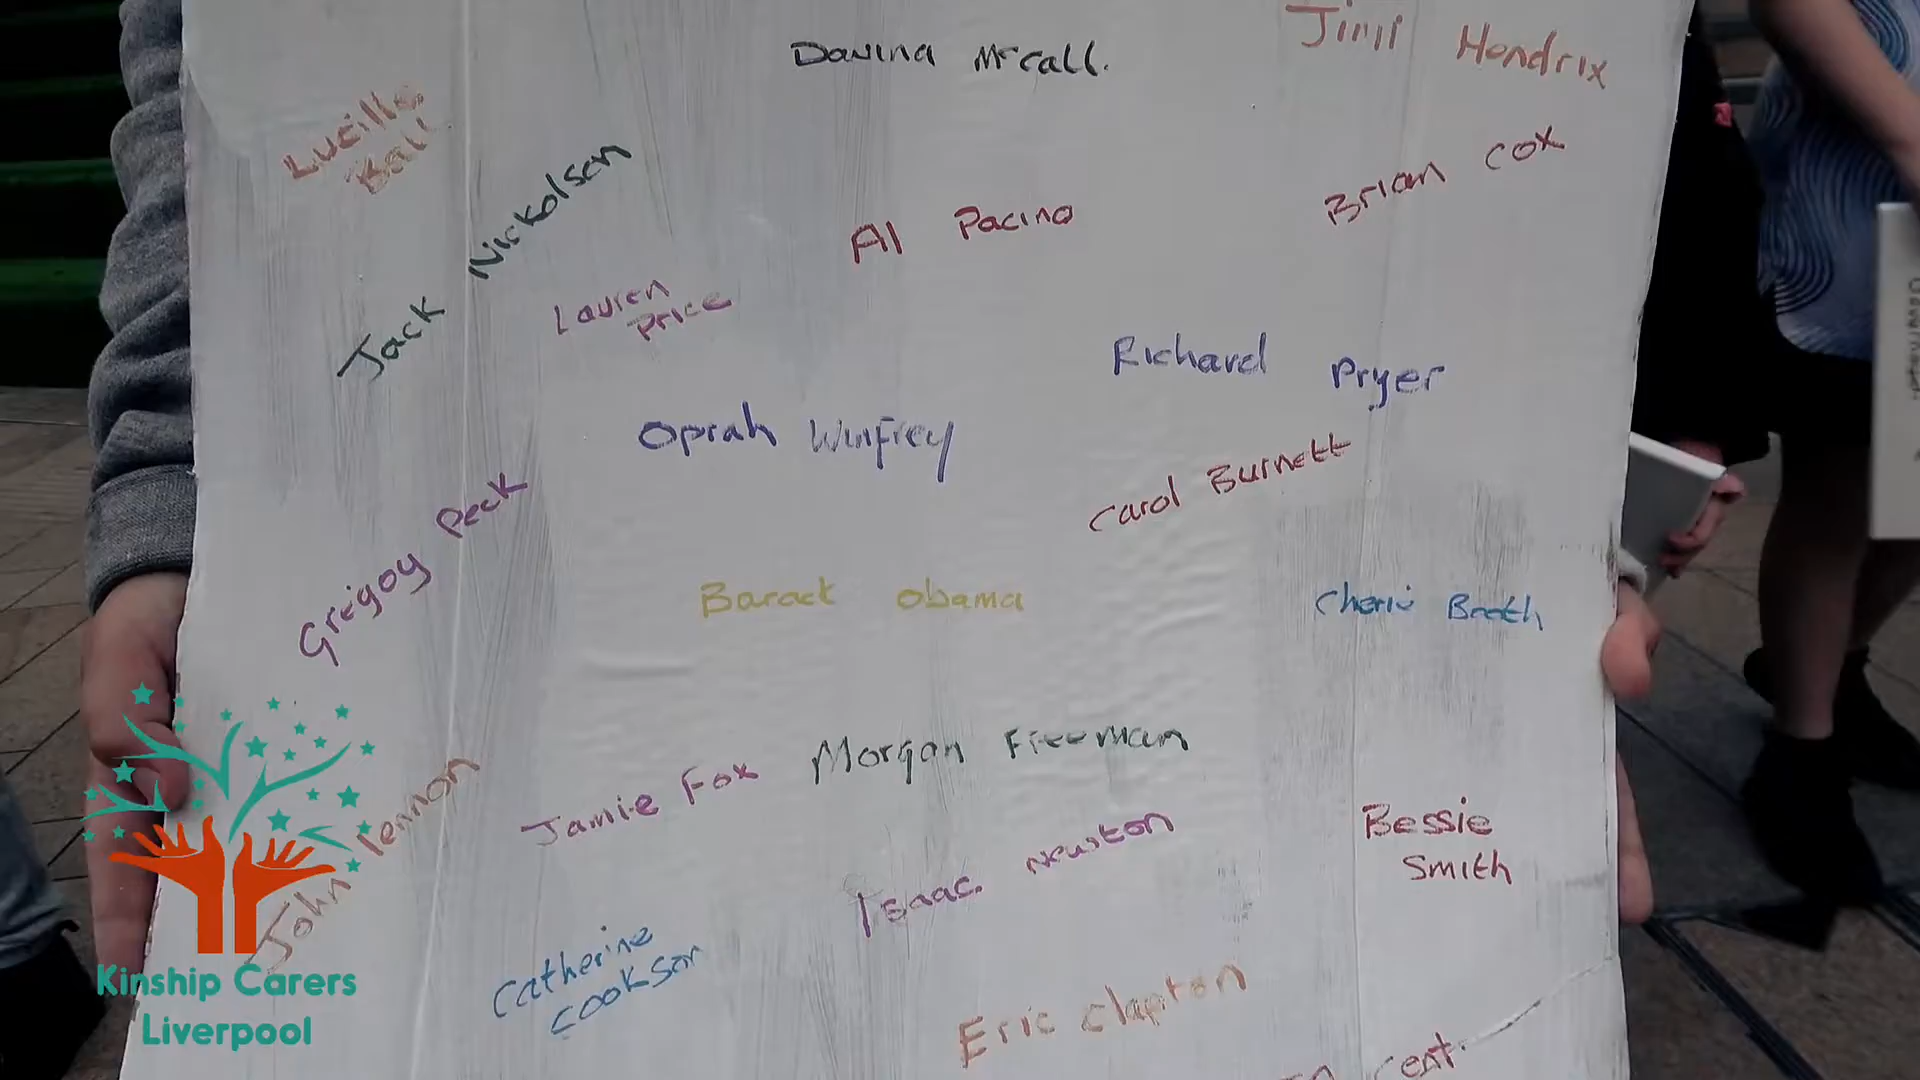 Davina McCall.
Jimi Hendrix
Lucille
Ball
Jack Nickolsen
Al Pacino
Brian Cox
Lauren
Price
Richard Pryer
Oprah Winfrey
Carol Burnett
Gregoy Peck
Barack Obama
Cherie Booth
Morgan Freeman
Jamie Fox
John lennon
Isaac. Newton
Bessie
Smith
Catherine
Cookson
Eric Clapton
cent.
Kinship Carers
Liverpool